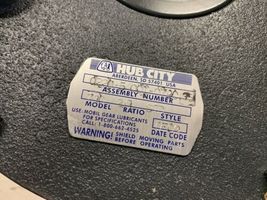 HUB CITY
ABERDEEN, SD 57401, USA
ASSEMBLY NUMBER
MODEL RATIO STYLE
USE MOBIL GEAR LUBRICANTS
FOR SPECIFICATIONS
CALL: 1-800-662-4525
DATE CODE
WARNING! SHIELD MOVING PARTS
BEFORE OPERATING